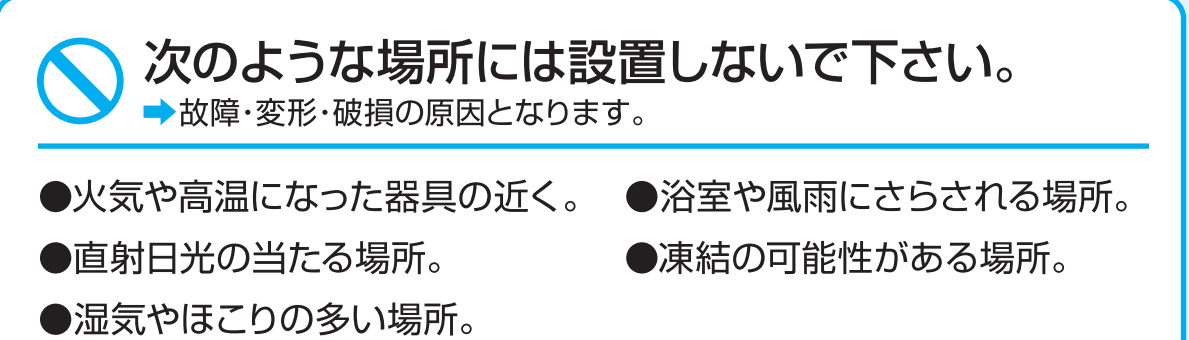 次のような場所には設置しないで下さい。
➡故障・変形・破損の原因となります。
●火気や高温になった器具の近く。
●直射日光の当たる場所。
●湿気やほこりの多い場所。
●浴室や風雨にさらされる場所。
●凍結の可能性がある場所。